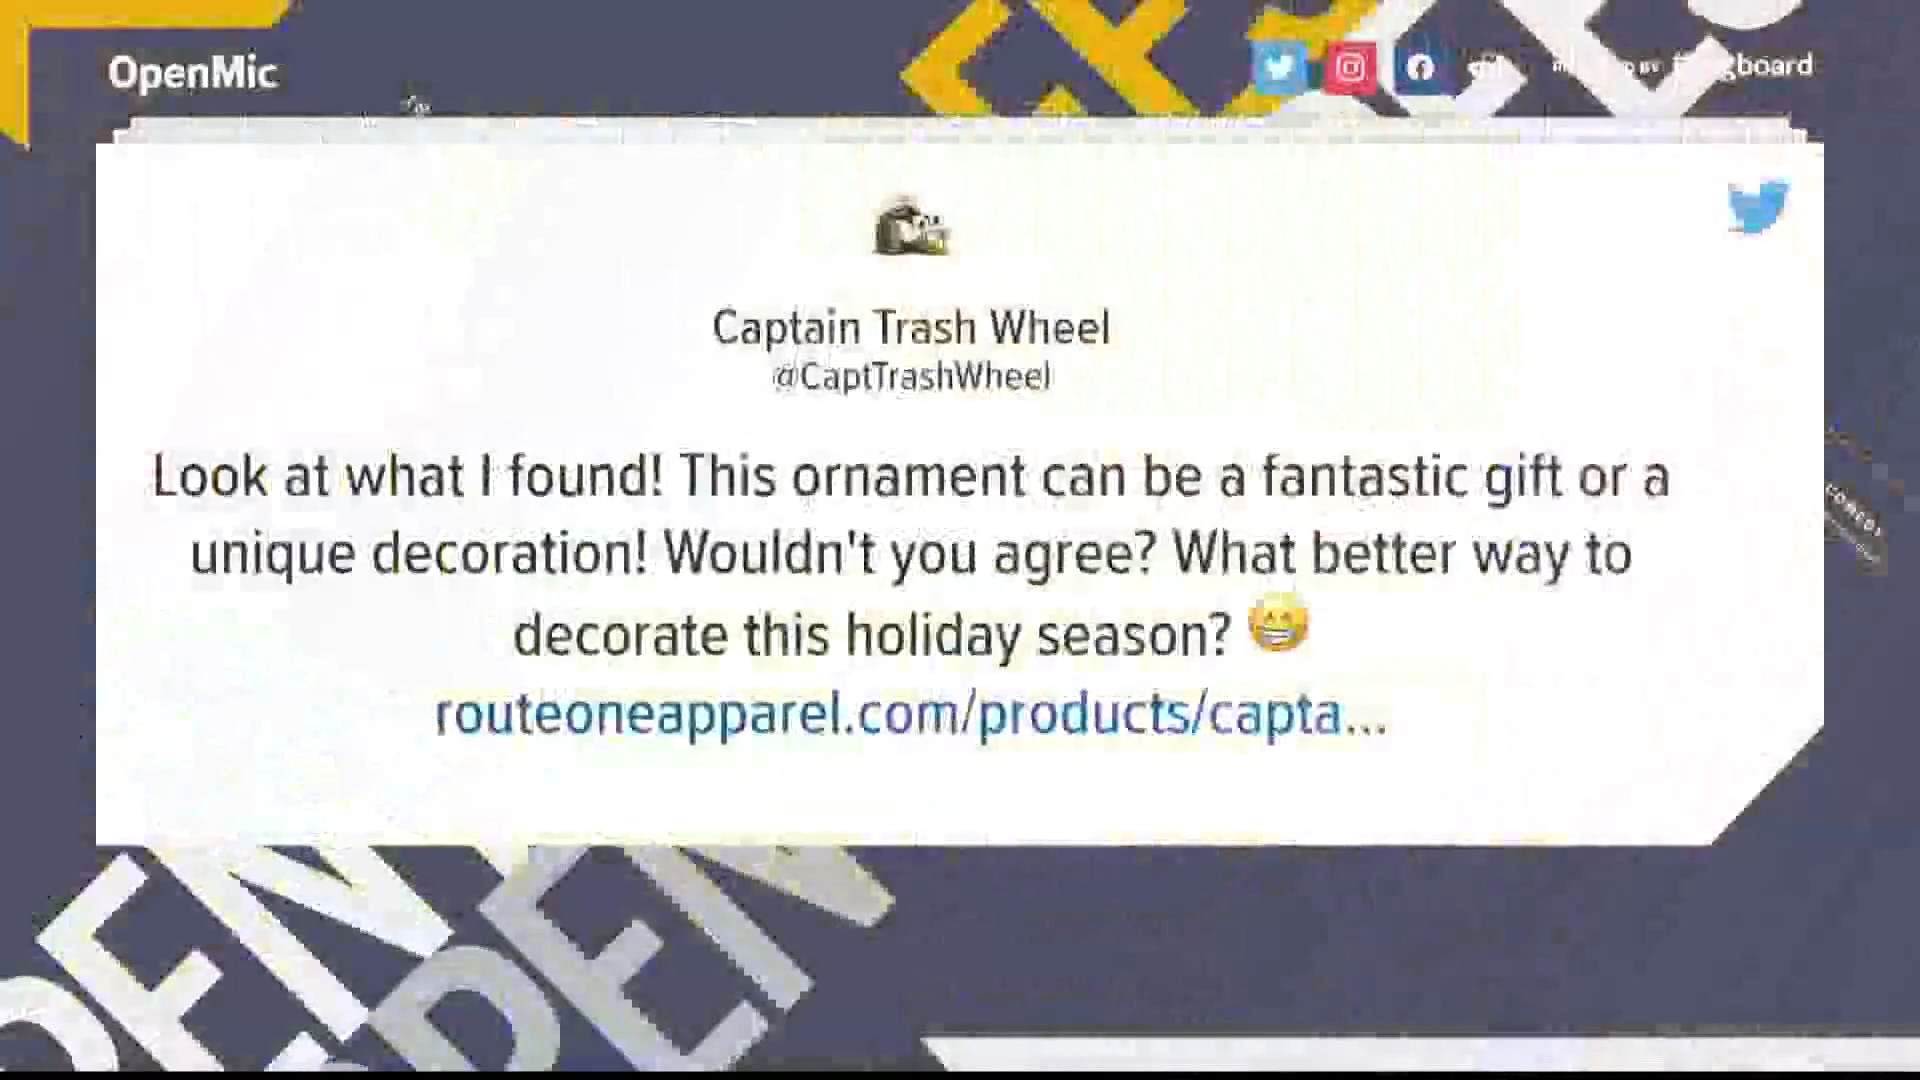 OpenMic
Captain Trash Wheel
@CaptTrashWheel
Look at what I found! This ornament can be a fantastic gift or a
unique decoration! Wouldn't you agree? What better way to
decorate this holiday season? 😁
routeoneapparel.com/products/capta...